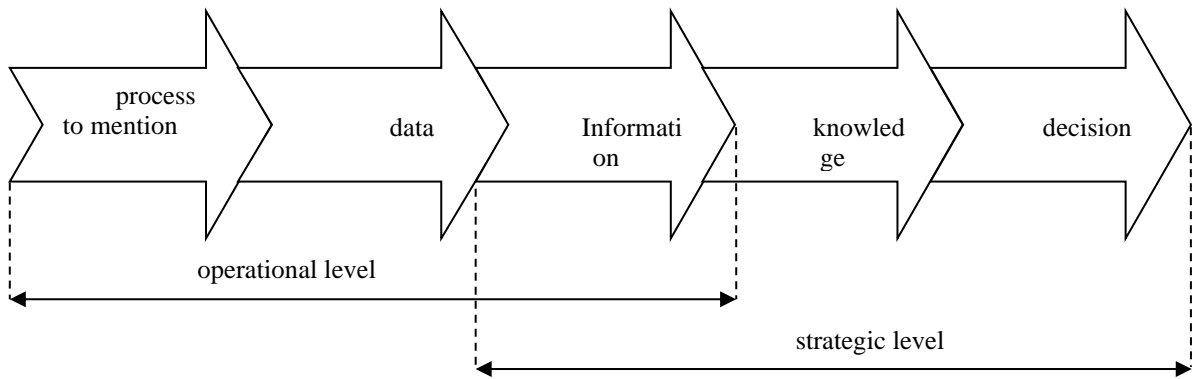 process
to mention
data
Informati
on
knowled
ge
decision
operational level
strategic level